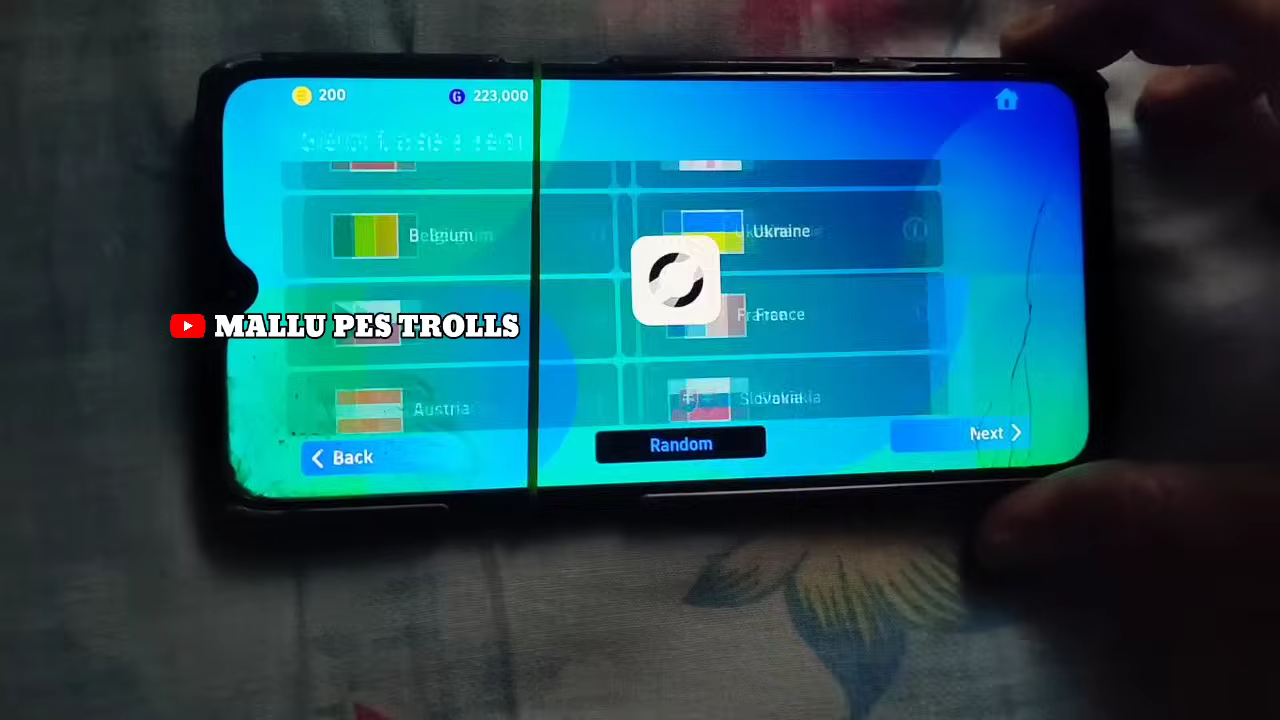 200
223,000
Belgium
Ukraine
MALLU PES TROLLS
France
Austria
Slovakia
Random
Back
Next